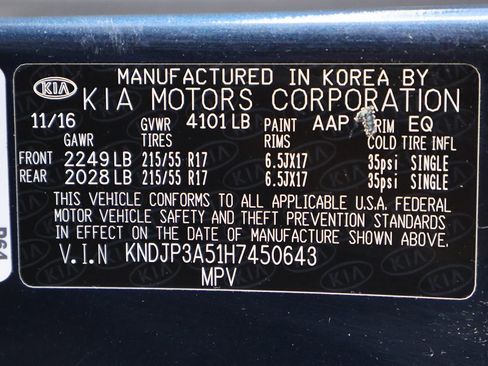 MANUFACTURED IN KOREA BY
KIA KIA MOTORS CORPORATION
11/16 GVWR 4101 LB PAINT AAP TRIM EQ
GAWR TIRES RIMS COLD TIRE INFL
FRONT 2249 LB 215/55 R17 6.5JX17 35psi SINGLE
REAR 2028 LB 215/55 R17 6.5JX17 35psi SINGLE
THIS VEHICLE CONFORMS TO ALL APPLICABLE U.S.A. FEDERAL
MOTOR VEHICLE SAFETY AND THEFT PREVENTION STANDARDS
IN EFFECT ON THE DATE OF MANUFACTURE SHOWN ABOVE.
V.I.N KNDJP3A51H7450643
MPV